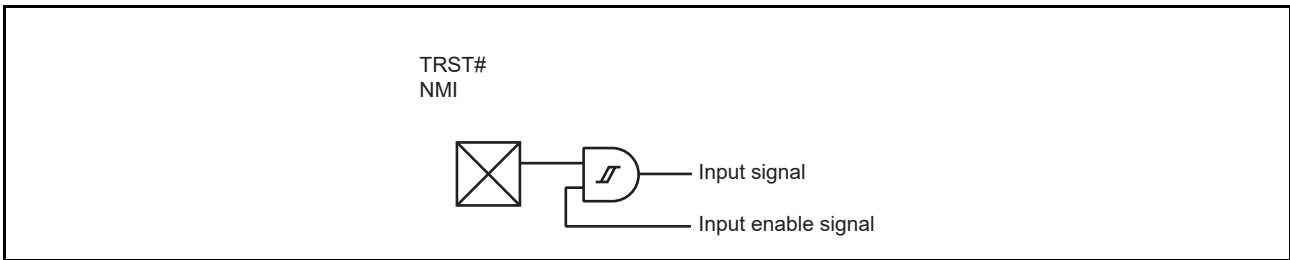 TRST#
NMI
Input signal
Input enable signal